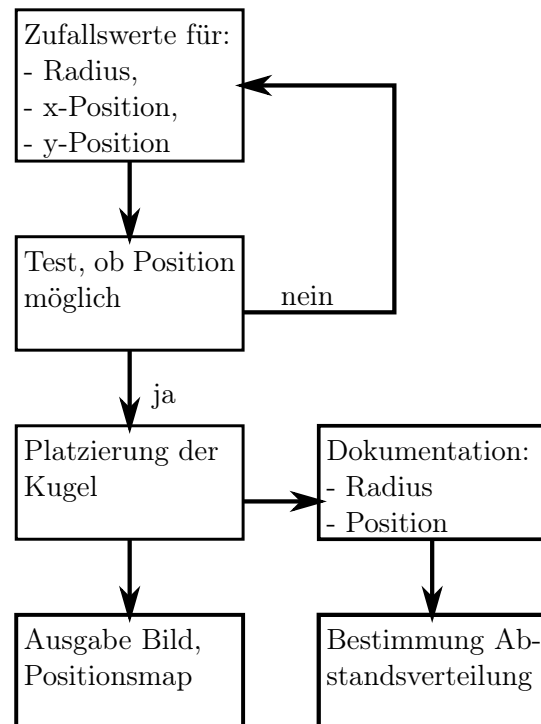 Zufallswerte für:
- Radius,
- x-Position,
- y-Position
Test, ob Position
möglich
nein
ja
Platzierung der
Kugel
Dokumentation:
- Radius
- Position
Ausgabe Bild,
Positionsmap
Bestimmung Ab-
standsverteilung